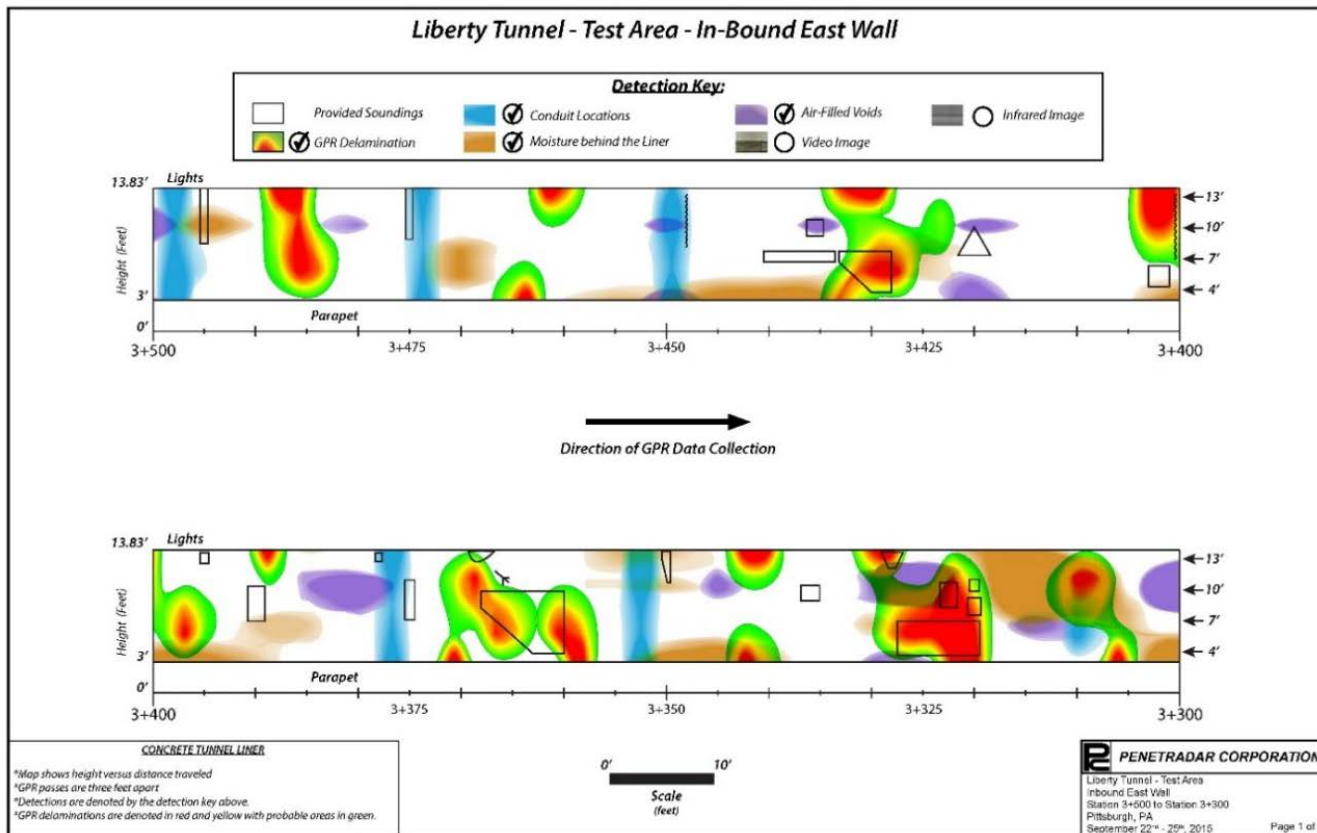 Liberty Tunnel - Test Area - In-Bound East Wall
Detection Key:
Provided Soundings
Conduit Locations
Air-Filled Voids
Infrared Image
GPR Delamination
Moisture behind the Liner
Video Image
13.83'
Lights
13'
10'
7'
4'
Height (Feet)
3'
Parapet
0'
3+500
3+475
3+450
3+425
3+400
Direction of GPR Data Collection
13.83'
Lights
13'
10'
7'
4'
Height (Feet)
3'
Parapet
0'
3+400
3+375
3+350
3+325
3+300
CONCRETE TUNNEL LINER
*Map shows height versus distance traveled
*GPR passes are three feet apart
*Detections are denoted by the detection key above.
*GPR delaminations are denoted in red and yellow with probable areas in green.
0' 10'
Scale
(feet)
PENETRADAR CORPORATION
Liberty Tunnel - Test Area
Inbound East Wall
Station 3+500 to Station 3+300
Pittsburgh, PA
September 22nd - 25th, 2015
Page 1 of